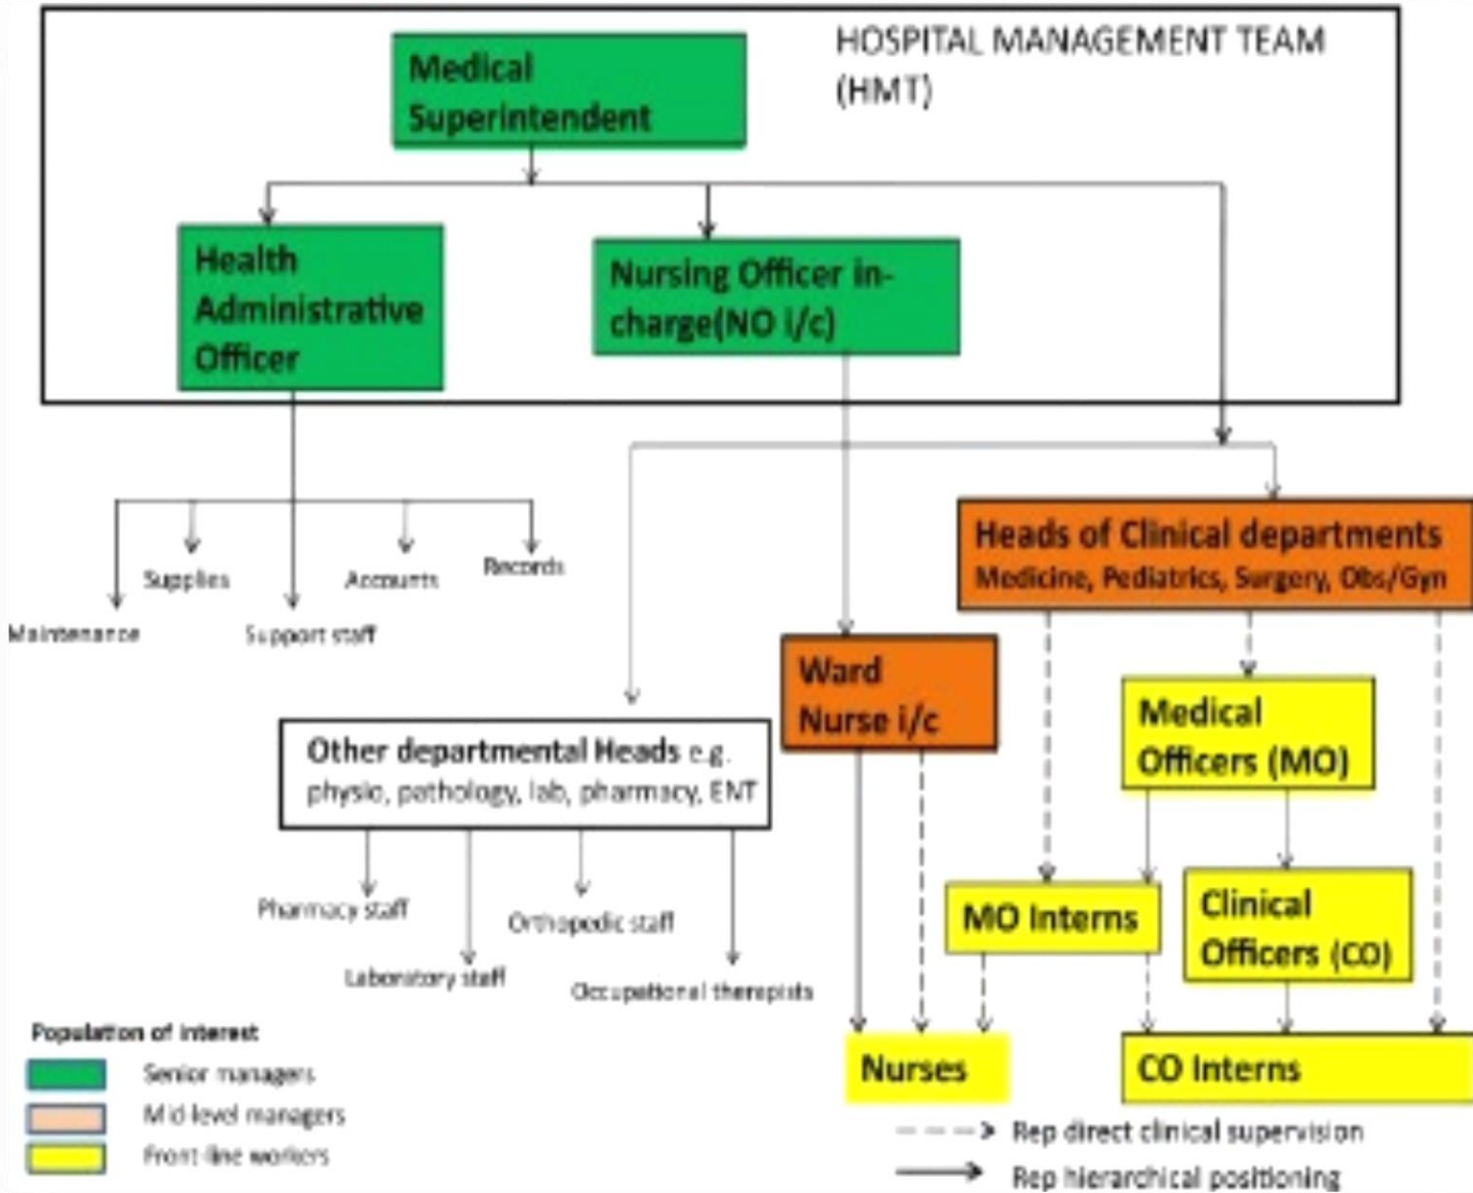 HOSPITAL MANAGEMENT TEAM
(HMT)
Medical
Superintendent
Health
Administrative
Officer
Nursing Officer in-
charge(NO i/c)
Supplies
Accounts
Records
Maintenance
Support staff
Heads of Clinical departments
Medicine, Pediatrics, Surgery, Obs/Gyn
Ward
Nurse i/c
Medical
Officers (MO)
Other departmental Heads e.g.
physio, pathology, lab, pharmacy, ENT
Pharmacy staff
Orthopedic staff
Laboratory staff
Occupational therapists
MO Interns
Clinical
Officers (CO)
Nurses
CO Interns
Population of interest
Senior managers
Mid-level managers
Front-line workers
Rep direct clinical supervision
Rep hierarchical positioning